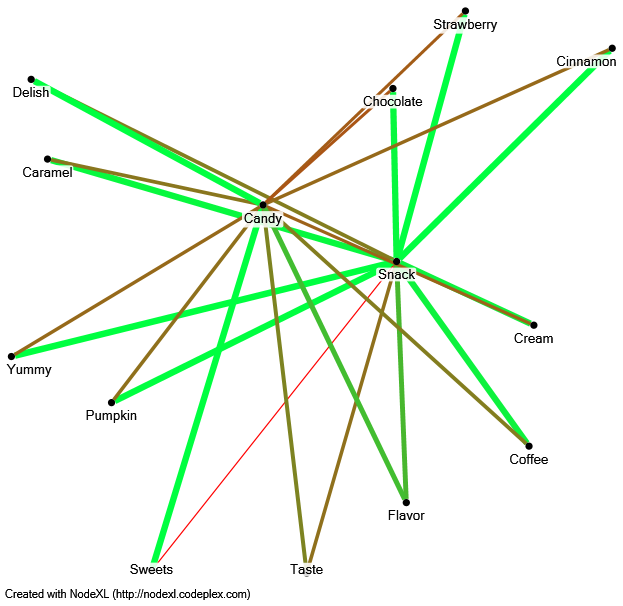 Strawberry
Cinnamon
Delish
Chocolate
Caramel
Candy
Snack
Cream
Yummy
Pumpkin
Coffee
Flavor
Sweets
Taste
Created with NodeXL (http://nodexl.codeplex.com)